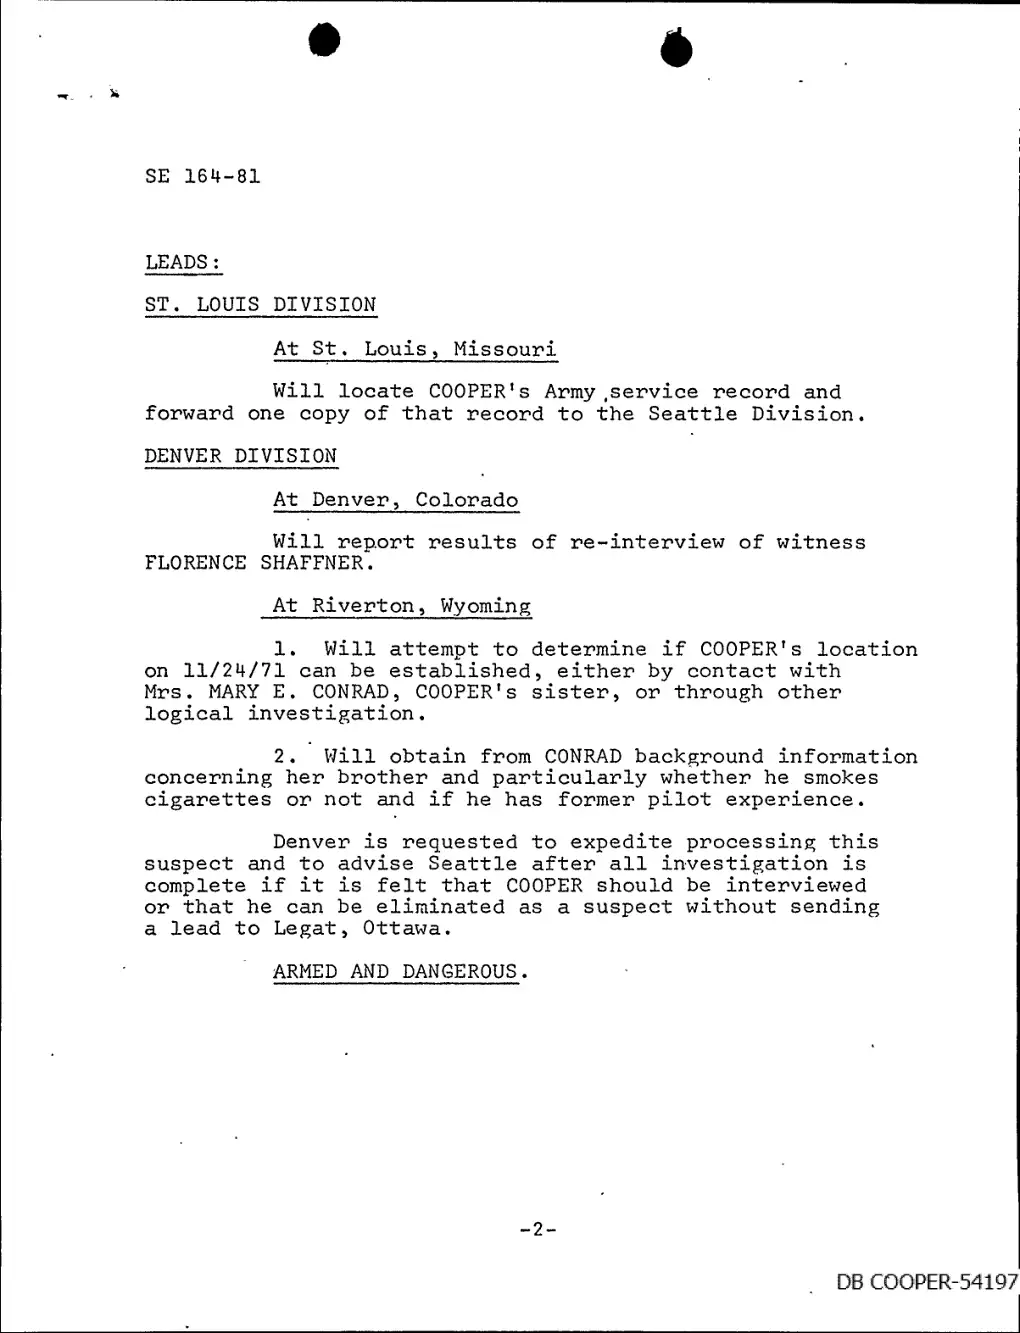 SE 164-81
LEADS:
ST. LOUIS DIVISION
At St. Louis, Missouri
Will locate COOPER's Army service record and
forward one copy of that record to the Seattle Division.
DENVER DIVISION
At Denver, Colorado
Will report results of re-interview of witness
FLORENCE SHAFFNER.
At Riverton, Wyoming
1. Will attempt to determine if COOPER's location
on 11/24/71 can be established, either by contact with
Mrs. MARY E. CONRAD, COOPER's sister, or through other
logical investigation.
2. Will obtain from CONRAD background information
concerning her brother and particularly whether he smokes
cigarettes or not and if he has former pilot experience.
Denver is requested to expedite processing this
suspect and to advise Seattle after all investigation is
complete if it is felt that COOPER should be interviewed
or that he can be eliminated as a suspect without sending
a lead to Legat, Ottawa.
ARMED AND DANGEROUS.
-2-
DB COOPER-54197